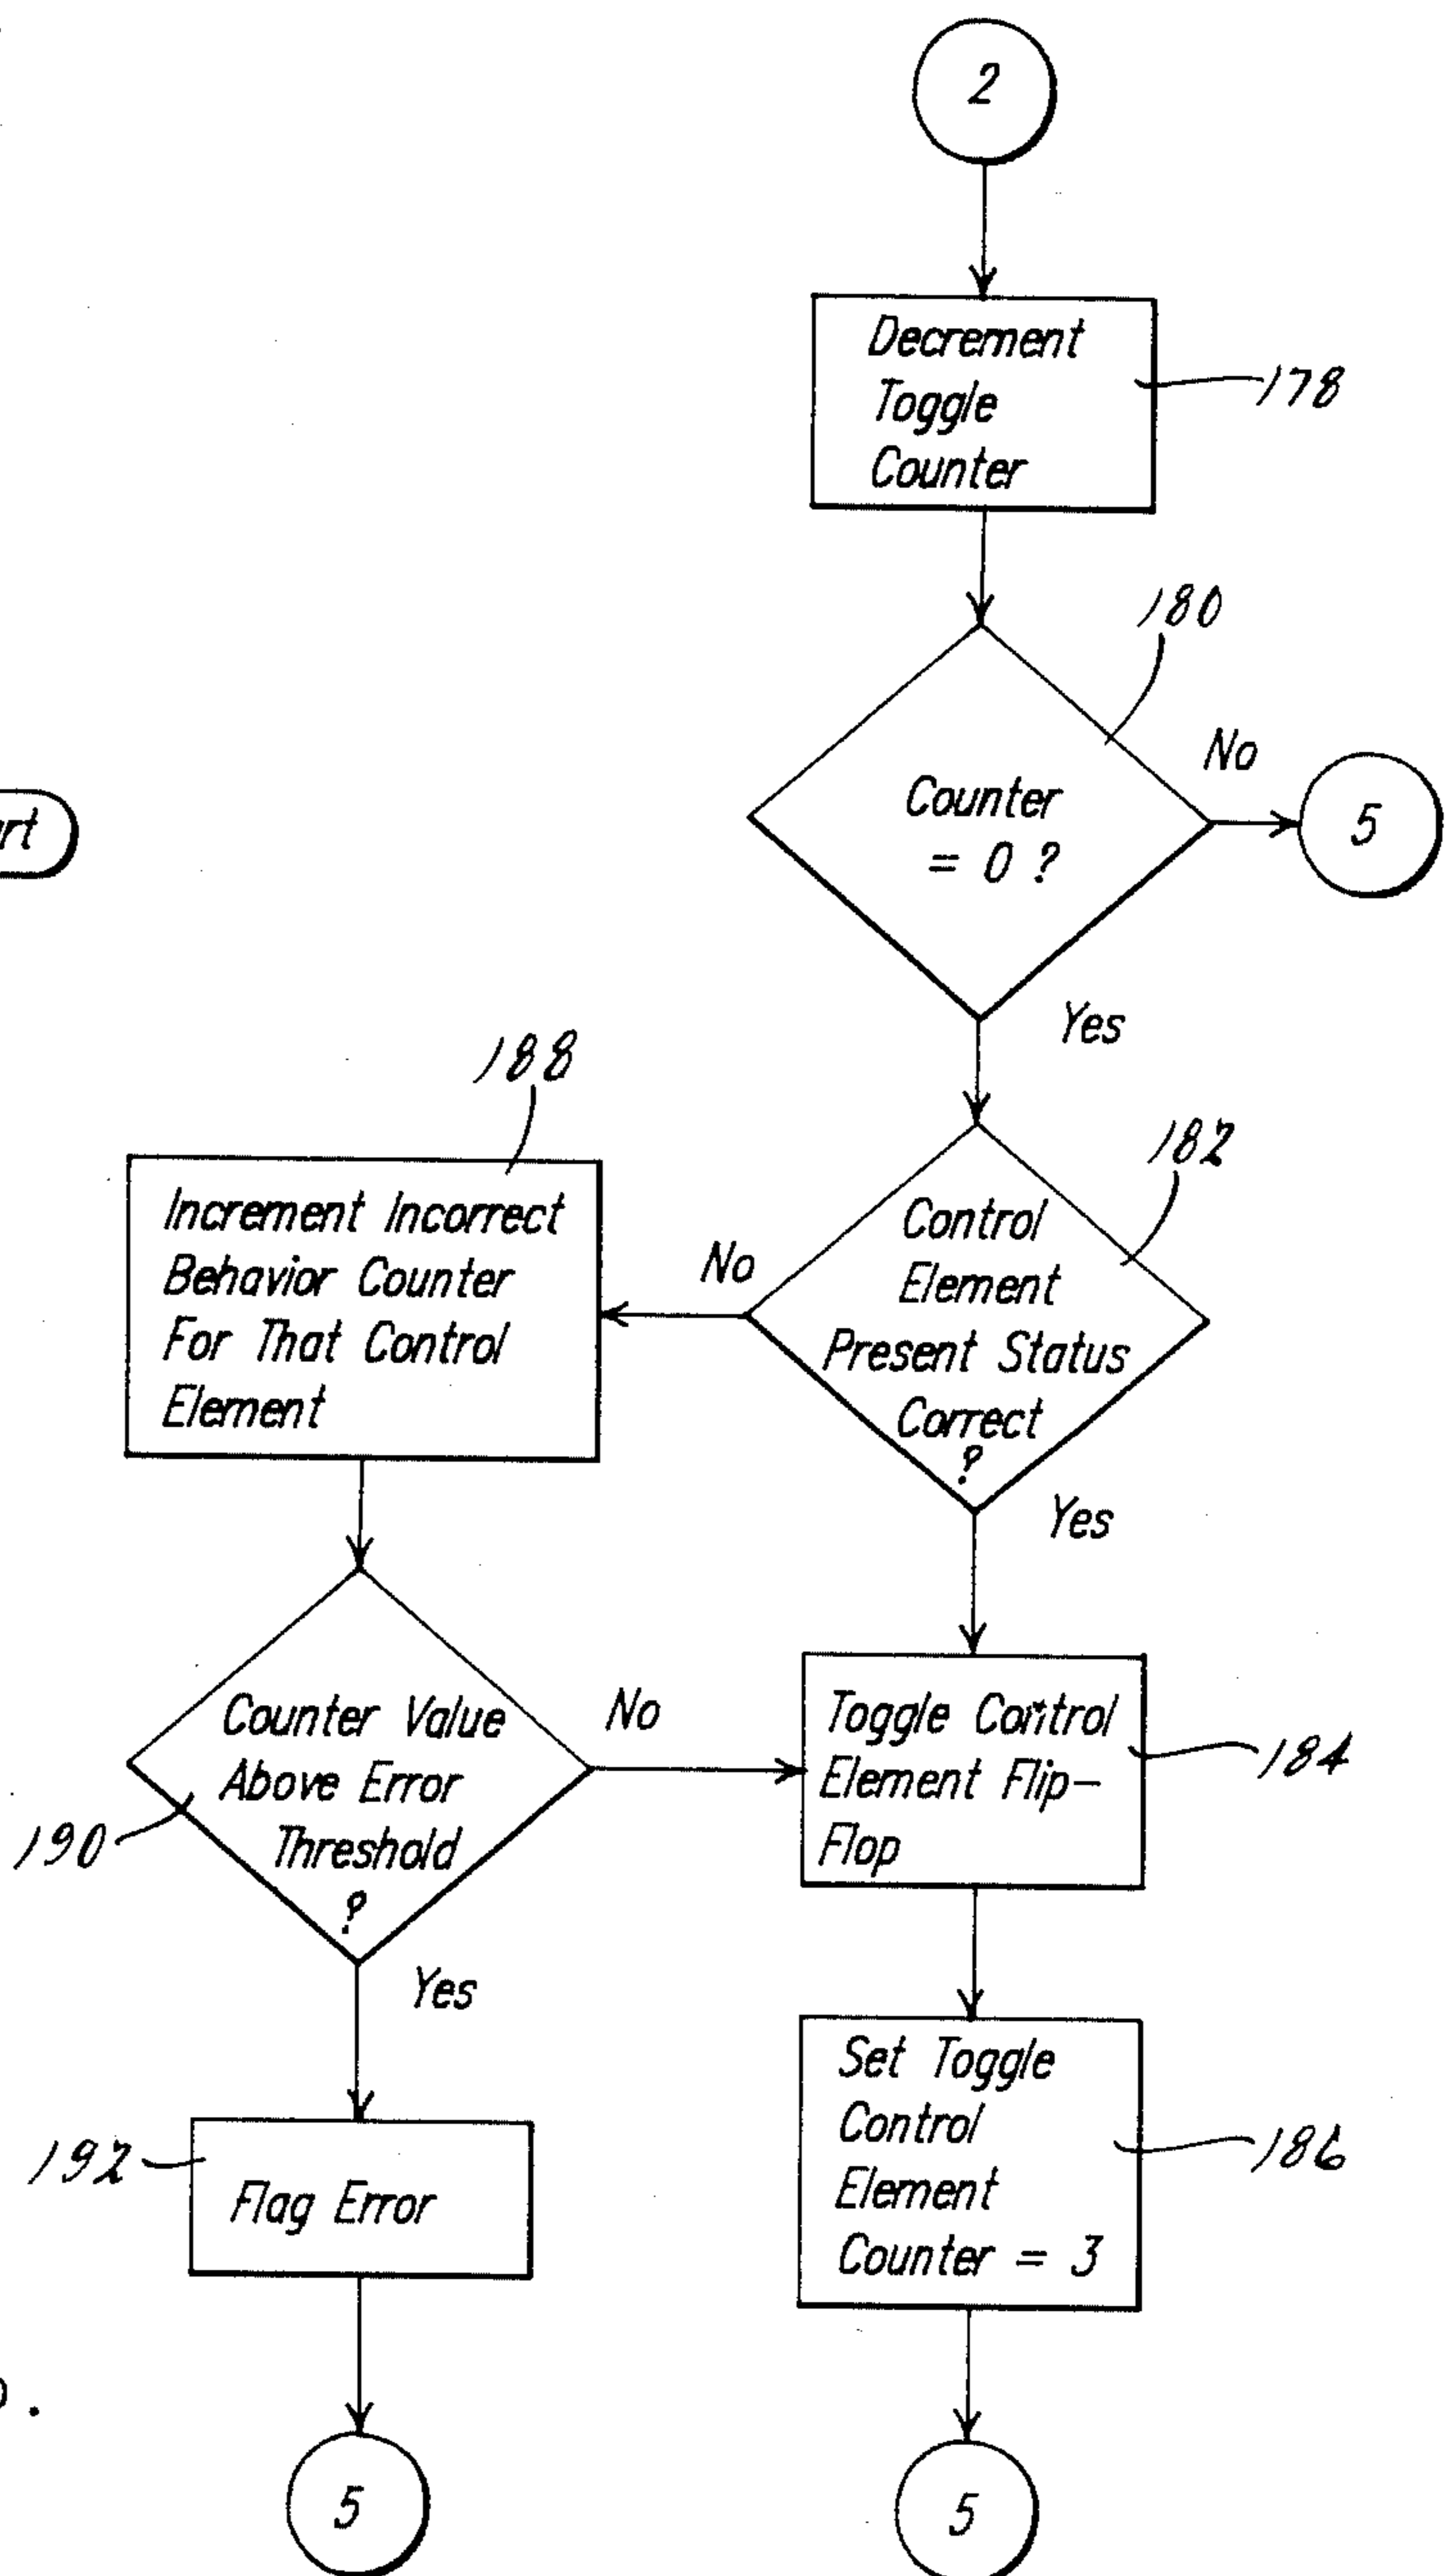 2
Decrement
Toggle
Counter
178
180
Counter
= 0 ?
No
5
Yes
188
182
Increment Incorrect
Behavior Counter
For That Control
Element
No
Control
Element
Present Status
Correct
?
Yes
Counter Value
Above Error
Threshold
?
190
No
Toggle Control
Element Flip-
Flop
184
Yes
Set Toggle
Control
Element
Counter = 3
186
192
Flag Error
5
5